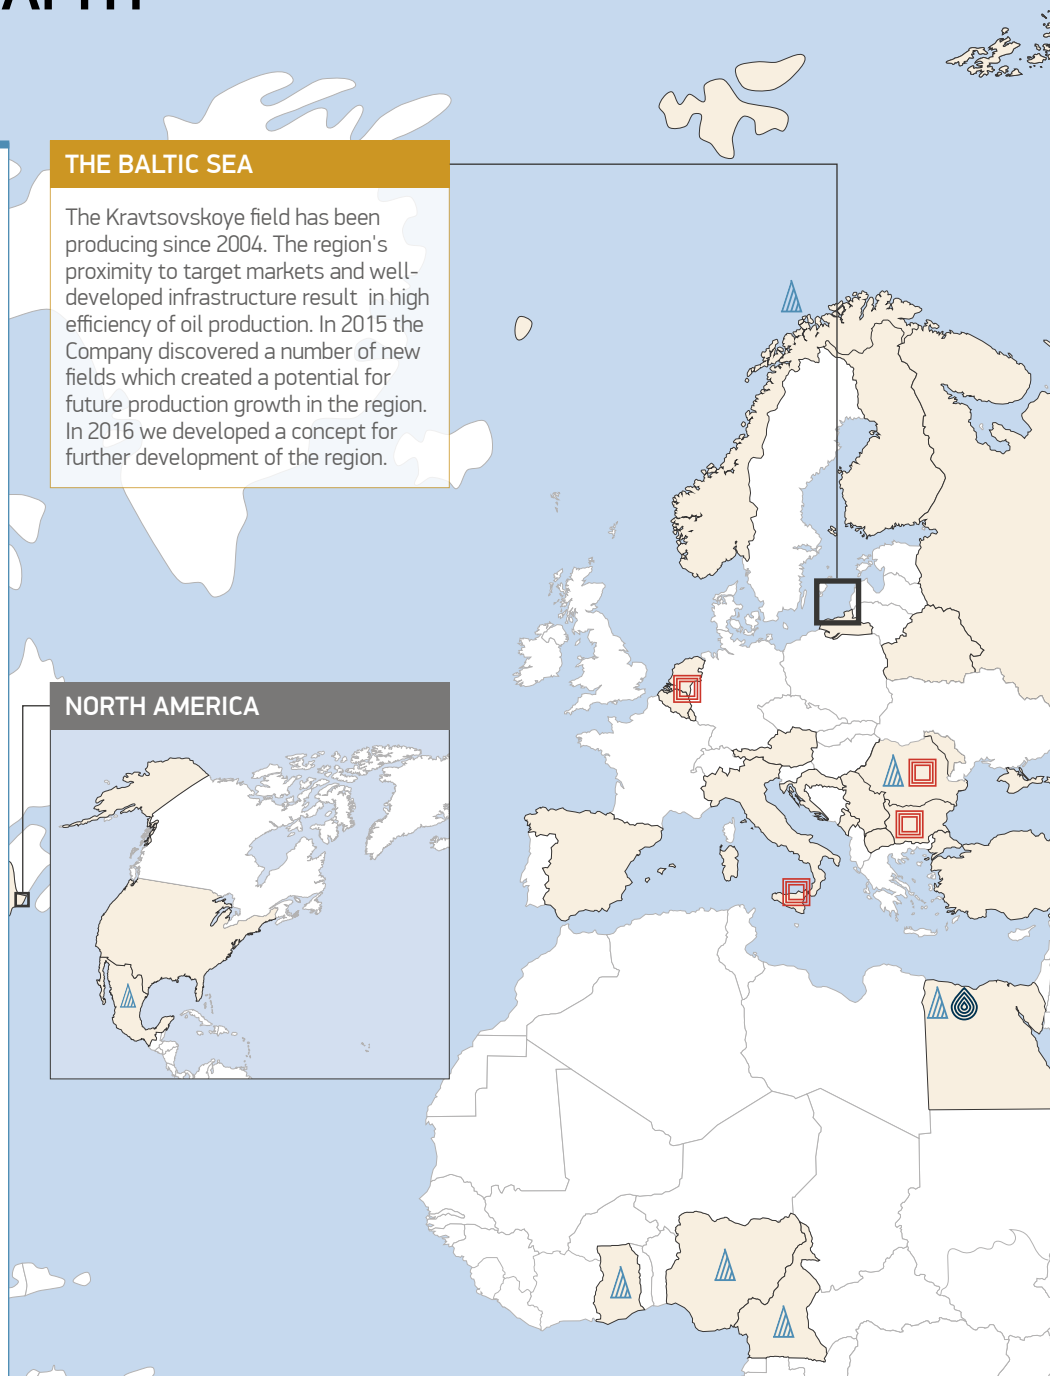 THE BALTIC SEA
The Kravtsovskoye field has been
producing since 2004. The region's
proximity to target markets and well-
developed infrastructure result in high
efficiency of oil production. In 2015 the
Company discovered a number of new
fields which created a potential for
future production growth in the region.
In 2016 we developed a concept for
further development of the region.
NORTH AMERICA